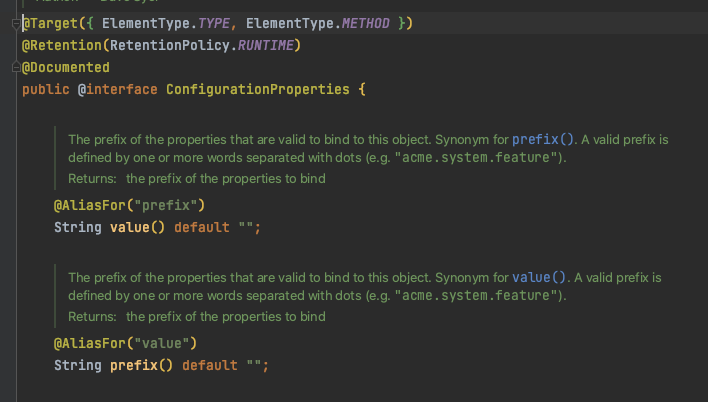 @Target({ ElementType.TYPE, ElementType.METHOD })
@Retention(RetentionPolicy.RUNTIME)
@Documented
public @interface ConfigurationProperties {
The prefix of the properties that are valid to bind to this object. Synonym for prefix(). A valid prefix is
defined by one or more words separated with dots (e.g. "acme.system.feature").
Returns: the prefix of the properties to bind
@AliasFor("prefix")
String value() default "";
The prefix of the properties that are valid to bind to this object. Synonym for value(). A valid prefix is
defined by one or more words separated with dots (e.g. "acme.system.feature").
Returns: the prefix of the properties to bind
@AliasFor("value")
String prefix() default "";